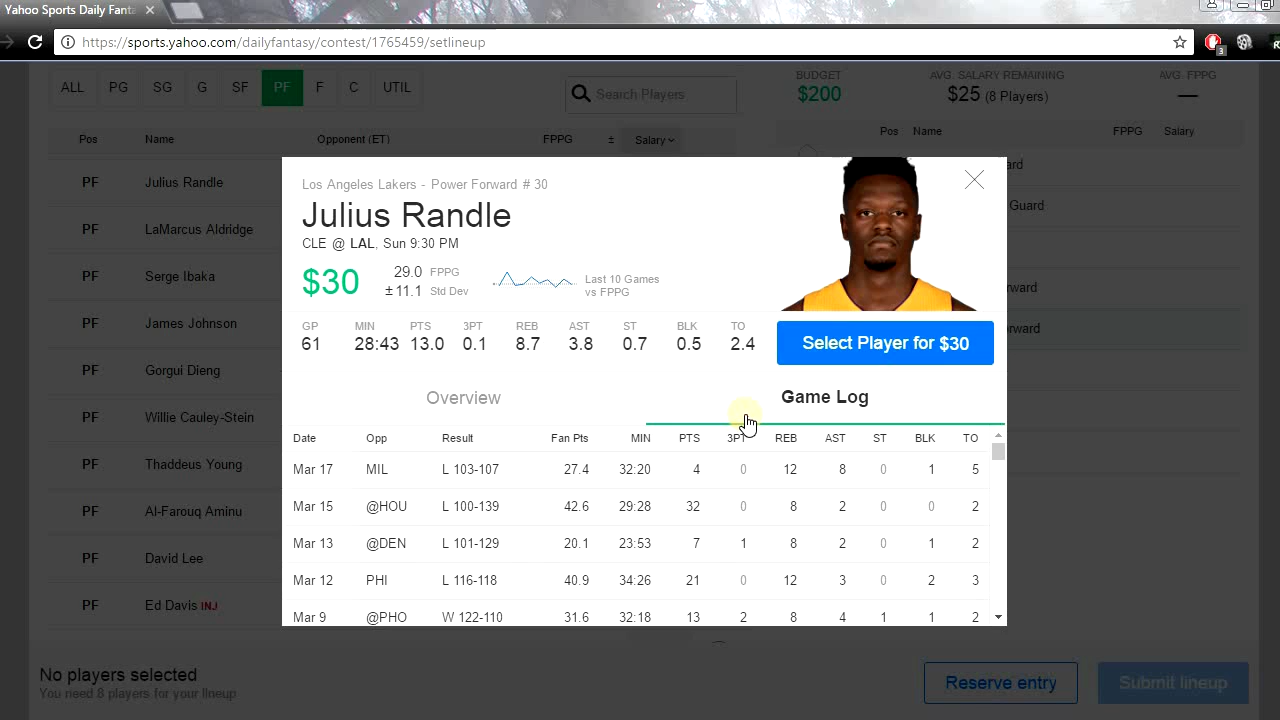 Yahoo Sports Daily Fanta
https://sports.yahoo.com/dailyfantasy/contest/1765459/setlineup
3
ALL PG SG G SF PF F C UTIL
Search Players
BUDGET AVG. SALARY REMAINING AVG. FPPG
$200 $25 (8 Players) —
Pos Name Opponent (ET) FPPG ± Salary
Pos Name FPPG Salary
PF Julius Randle
PF LaMarcus Aldridge
PF Serge Ibaka
PF James Johnson
PF Gorgui Dieng
PF Willie Cauley-Stein
PF Thaddeus Young
PF Al-Farouq Aminu
PF David Lee
PF Ed Davis INJ
ard
Guard
ward
orward
Los Angeles Lakers - Power Forward # 30
Julius Randle
CLE @ LAL, Sun 9:30 PM
$30
29.0 FPPG
±11.1 Std Dev
Last 10 Games
vs FPPG
GP MIN PTS 3PT REB AST ST BLK TO
61 28:43 13.0 0.1 8.7 3.8 0.7 0.5 2.4
Select Player for $30
Overview Game Log
Date Opp Result Fan Pts MIN PTS 3PT REB AST ST BLK TO
Mar 17 MIL L 103-107 27.4 32:20 4 0 12 8 0 1 5
Mar 15 @HOU L 100-139 42.6 29:28 32 0 8 2 0 0 2
Mar 13 @DEN L 101-129 20.1 23:53 7 1 8 2 0 1 2
Mar 12 PHI L 116-118 40.9 34:26 21 0 12 3 0 2 3
Mar 9 @PHO W 122-110 31.6 32:18 13 2 8 4 1 1 2
No players selected
You need 8 players for your lineup
Reserve entry
Submit lineup